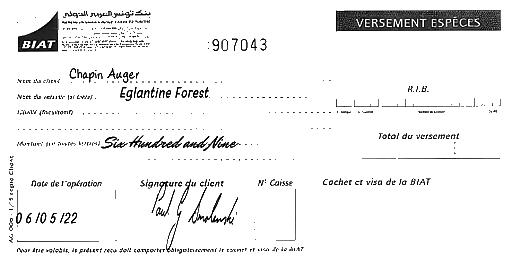 بنك تونس العربي الدولي
BIAT
VERSEMENT ESPÈCES
907043
Nom du client Chapin Auger
Nom du remettant (si tiers) : Eglantine Forest
R.I.B.
Libellé (facultatif)
Total du versement
Montant (en toutes lettres) Six Hundred and Nine
Date de l'opération
Signature du client
N° Caisse
Cachet et visa de la BIAT
06/05/22
Pour être valable, le présent reçu doit comporter obligatoirement le cachet et visa de la BIAT